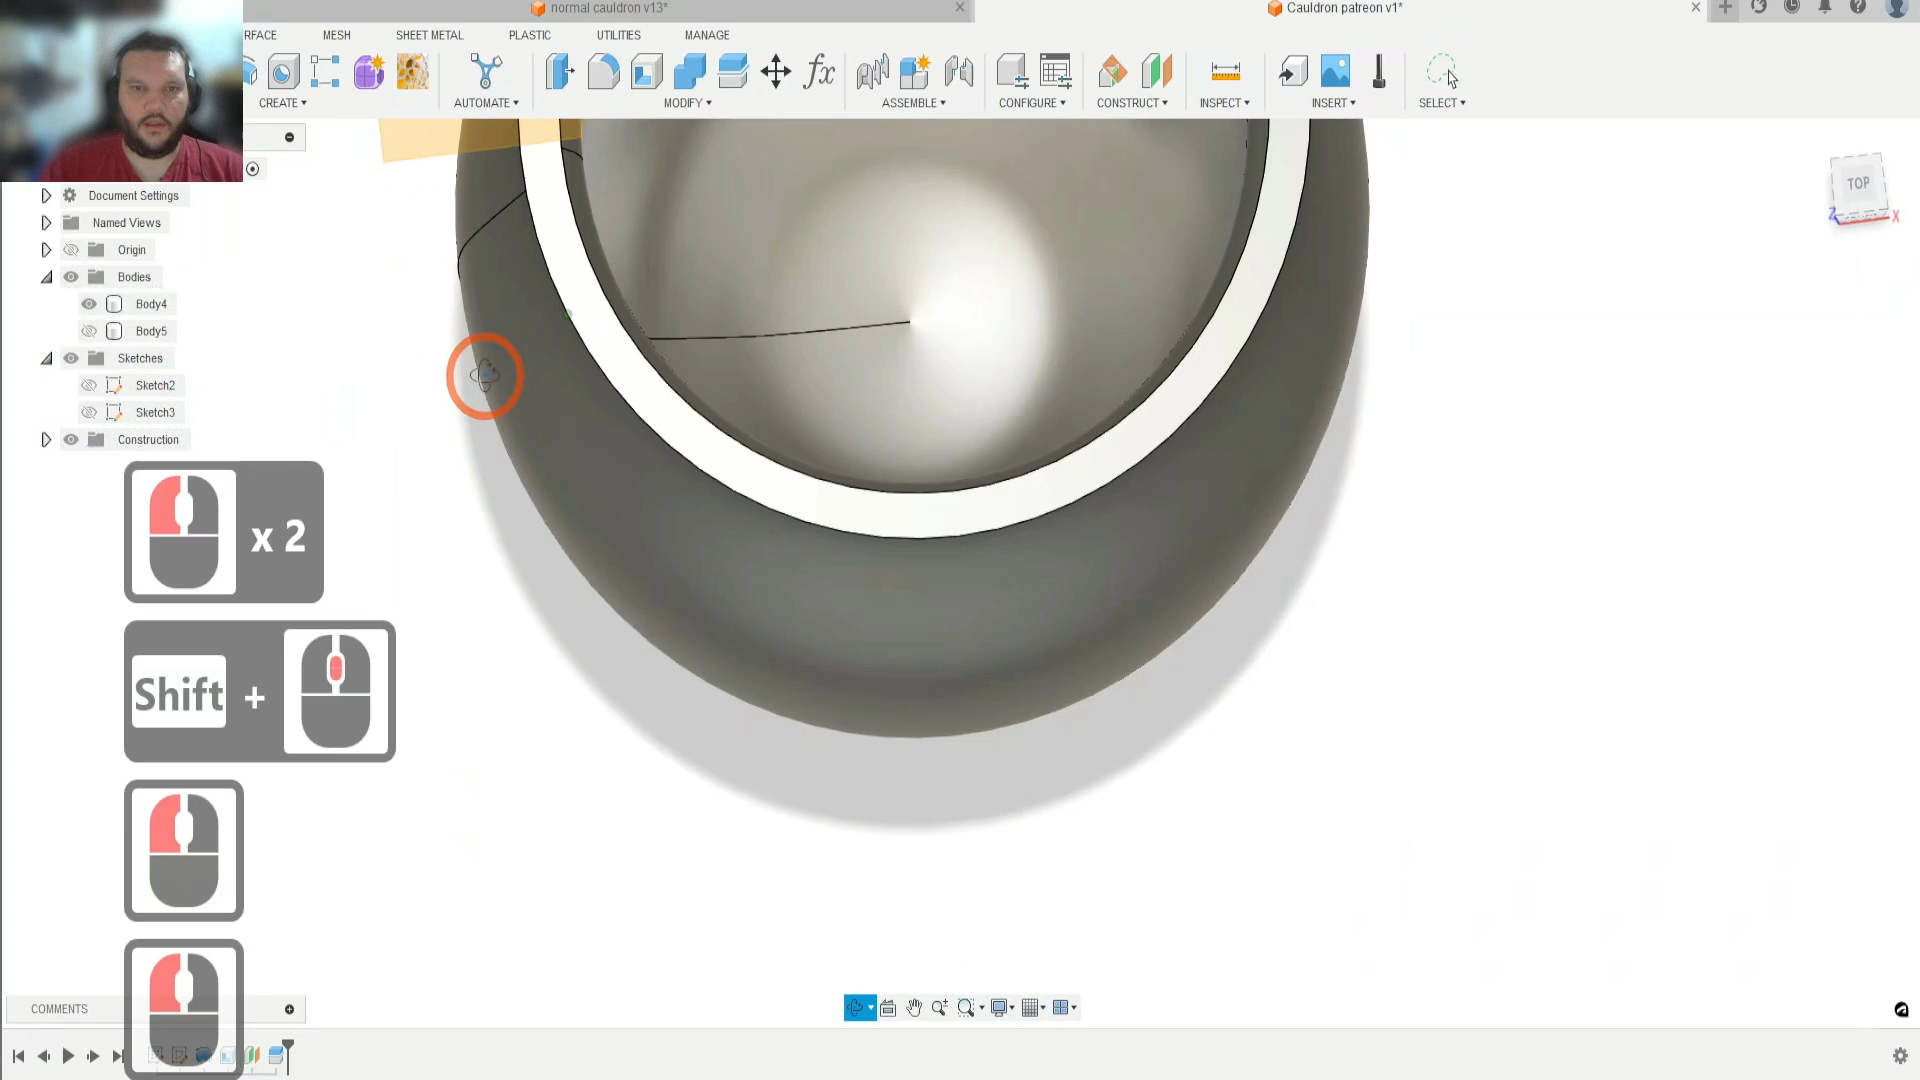 normal cauldron v13*
Cauldron patreon v1*
RFACE
MESH
SHEET METAL
PLASTIC
UTILITIES
MANAGE
fx
CREATE
AUTOMATE
MODIFY
ASSEMBLE
CONFIGURE
CONSTRUCT
INSPECT
INSERT
SELECT
TOP
Z
X
Document Settings
Named Views
Origin
Bodies
Body4
Body5
Sketches
Sketch2
Sketch3
Construction
x 2
Shift +
COMMENTS